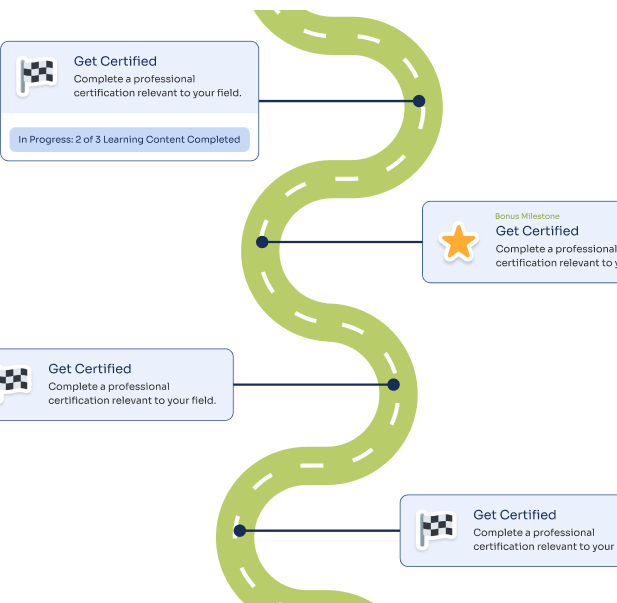 Get Certified
Complete a professional
certification relevant to your field.
In Progress: 2 of 3 Learning Content Completed
Bonus Milestone
Get Certified
Complete a professional
certification relevant to
Get Certified
Complete a professional
certification relevant to your field.
Get Certified
Complete a professional
certification relevant to your